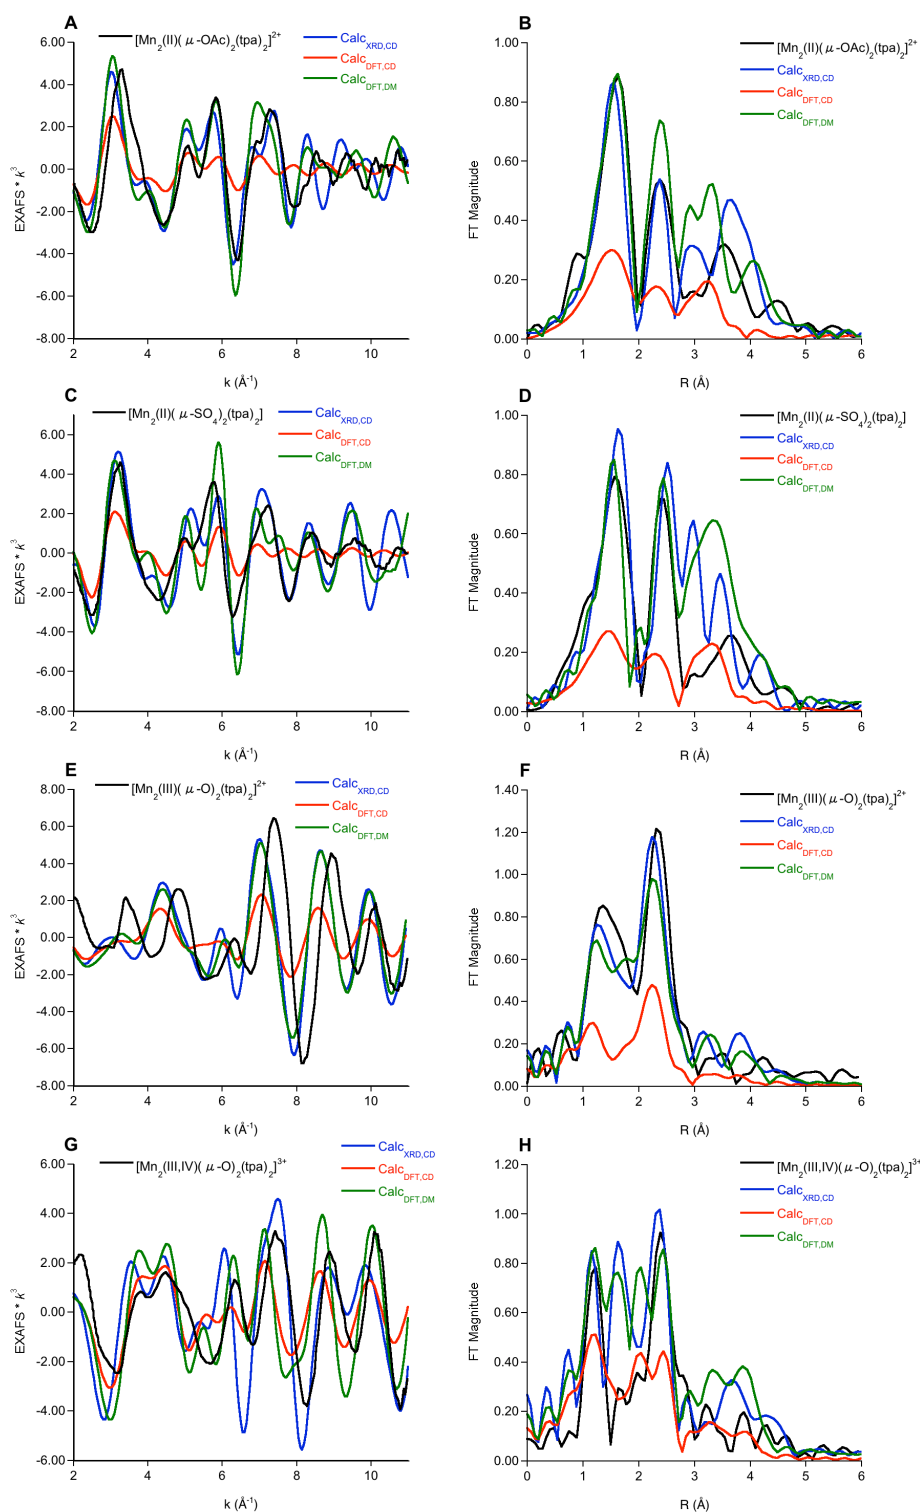 A
[Mn2(II)(μ-OAc)2(tpa)2]2+
CalcXRD,CD
CalcDFT,CD
CalcDFT,DM
6.00
4.00
2.00
0.00
-2.00
-4.00
-6.00
-8.00
EXAFS * k3
2
4
6
8
10
k (Å-1)
B
[Mn2(II)(μ-OAc)2(tpa)2]2+
CalcXRD,CD
CalcDFT,CD
CalcDFT,DM
1.00
0.80
0.60
0.40
0.20
0.00
FT Magnitude
0
1
2
3
4
5
6
R (Å)
C
[Mn2(II)(μ-SO4)2(tpa)2]
CalcXRD,CD
CalcDFT,CD
CalcDFT,DM
6.00
4.00
2.00
0.00
-2.00
-4.00
-6.00
-8.00
EXAFS * k3
2
4
6
8
10
k (Å-1)
D
[Mn2(II)(μ-SO4)2(tpa)2]
CalcXRD,CD
CalcDFT,CD
CalcDFT,DM
1.00
0.80
0.60
0.40
0.20
0.00
FT Magnitude
0
1
2
3
4
5
6
R (Å)
E
[Mn2(III)(μ-O)2(tpa)2]2+
CalcXRD,CD
CalcDFT,CD
CalcDFT,DM
8.00
6.00
4.00
2.00
0.00
-2.00
-4.00
-6.00
-8.00
EXAFS * k3
2
4
6
8
10
k (Å-1)
F
[Mn2(III)(μ-O)2(tpa)2]2+
CalcXRD,CD
CalcDFT,CD
CalcDFT,DM
1.40
1.20
1.00
0.80
0.60
0.40
0.20
0.00
FT Magnitude
0
1
2
3
4
5
6
R (Å)
G
[Mn2(III,IV)(μ-O)2(tpa)2]3+
CalcXRD,CD
CalcDFT,CD
CalcDFT,DM
6.00
4.00
2.00
0.00
-2.00
-4.00
-6.00
EXAFS * k3
2
4
6
8
10
k (Å-1)
H
[Mn2(III,IV)(μ-O)2(tpa)2]3+
CalcXRD,CD
CalcDFT,CD
CalcDFT,DM
1.20
1.00
0.80
0.60
0.40
0.20
0.00
FT Magnitude
0
1
2
3
4
5
6
R (Å)